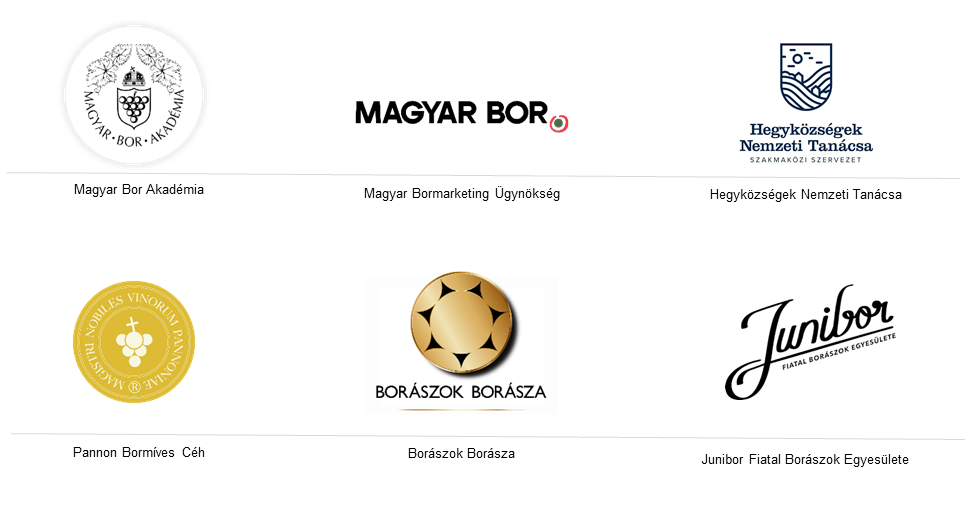 MAGYAR · BOR · AKADÉMIA
MAGYAR BOR
Hegyközségek
Nemzeti Tanácsa
SZAKMAKÖZI SZERVEZET
Magyar Bor Akadémia
Magyar Bormarketing Ügynökség
Hegyközségek Nemzeti Tanácsa
MAGISTRI NOBILES VINORUM PANNONIAE ®
BORÁSZOK BORÁSZA
Junibor
FIATAL BORÁSZOK EGYESÜLETE
Pannon Bormíves Céh
Borászok Borásza
Junibor Fiatal Borászok Egyesülete